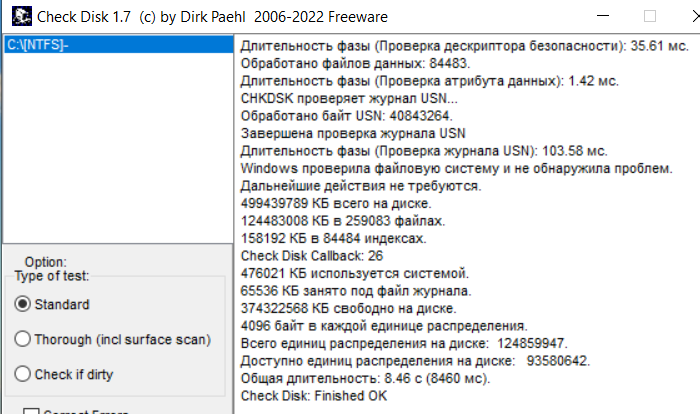 Check Disk 1.7 (c) by Dirk Paehl 2006-2022 Freeware
C:\[NTFS]-
Длительность фазы (Проверка дескриптора безопасности): 35.61 мс.
Обработано файлов данных: 84483.
Длительность фазы (Проверка атрибута данных): 1.42 мс.
CHKDSK проверяет журнал USN...
Обработано байт USN: 40843264.
Завершена проверка журнала USN
Длительность фазы (Проверка журнала USN): 103.58 мс.
Windows проверила файловую систему и не обнаружила проблем.
Дальнейшие действия не требуются.
499439789 КБ всего на диске.
124483008 КБ в 259083 файлах.
158192 КБ в 84484 индексах.
Check Disk Callback: 26
476021 КБ используется системой.
65536 КБ занято под файл журнала.
374322568 КБ свободно на диске.
4096 байт в каждой единице распределения.
Всего единиц распределения на диске: 124859947.
Доступно единиц распределения на диске: 93580642.
Общая длительность: 8.46 с (8460 мс).
Check Disk: Finished OK
Option:
Type of test:
Standard
Thorough (incl surface scan)
Check if dirty
Correct Errors